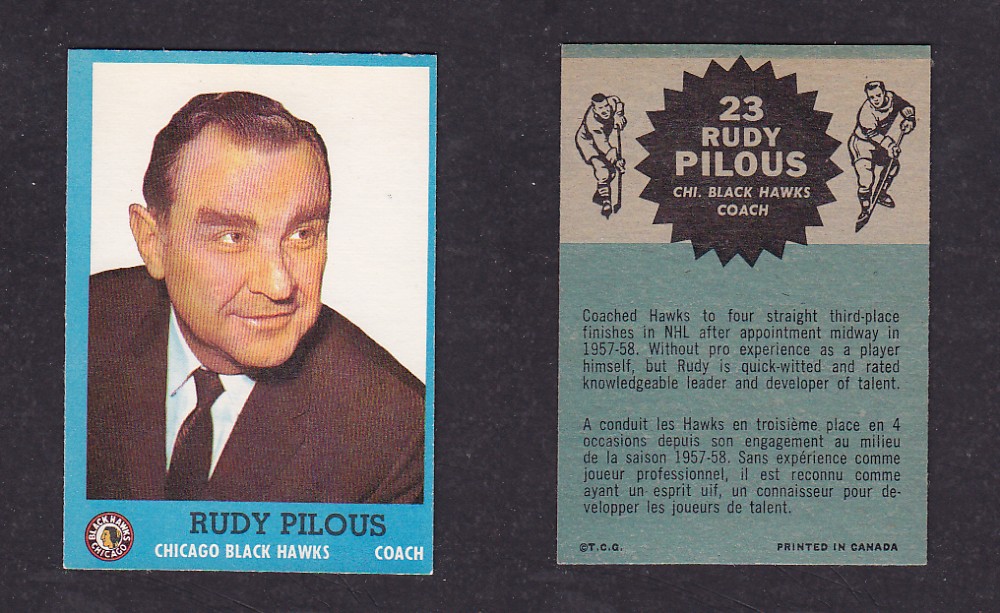 RUDY PILOUS
CHICAGO BLACK HAWKS COACH
BLACK HAWKS
CHICAGO
23
RUDY
PILOUS
CHI. BLACK HAWKS
COACH
Coached Hawks to four straight third-place
finishes in NHL after appointment midway in
1957-58. Without pro experience as a player
himself, but Rudy is quick-witted and rated
knowledgeable leader and developer of talent.
A conduit les Hawks en troisième place en 4
occasions depuis son engagement au milieu
de la saison 1957-58. Sans expérience comme
joueur professionnel, il est reconnu comme
ayant un esprit uif, un connaisseur pour de-
velopper les joueurs de talent.
©T.C.G. PRINTED IN CANADA